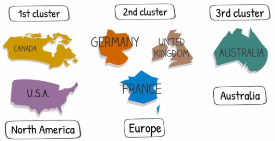 1st cluster
2nd cluster
3rd cluster
CANADA
GERMANY
UNITED
KINGDOM
AUSTRALIA
U.S.A.
FRANCE
Australia
North America
Europe